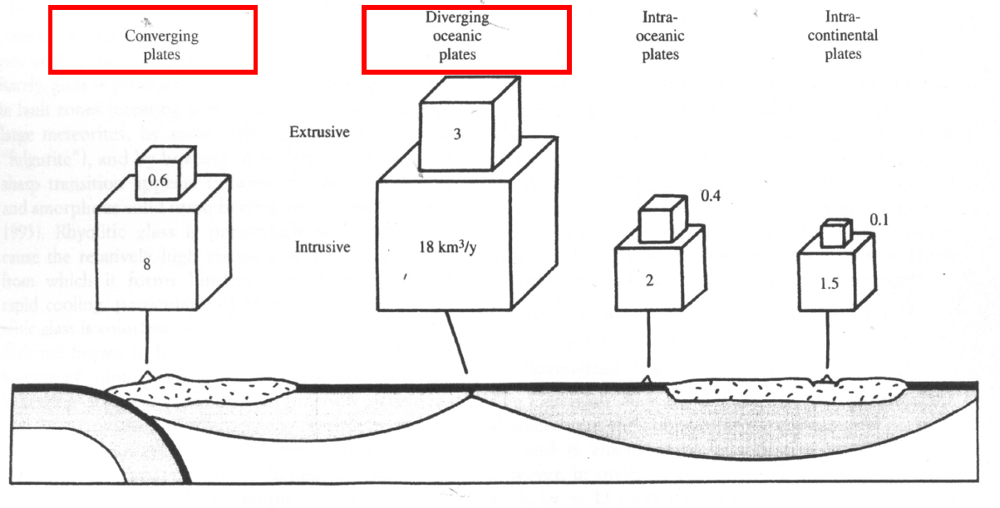 Converging
plates
Diverging
oceanic
plates
Intra-
oceanic
plates
Intra-
continental
plates
Extrusive
3
0.6
0.4
0.1
Intrusive
8
18 km³/y
2
1.5